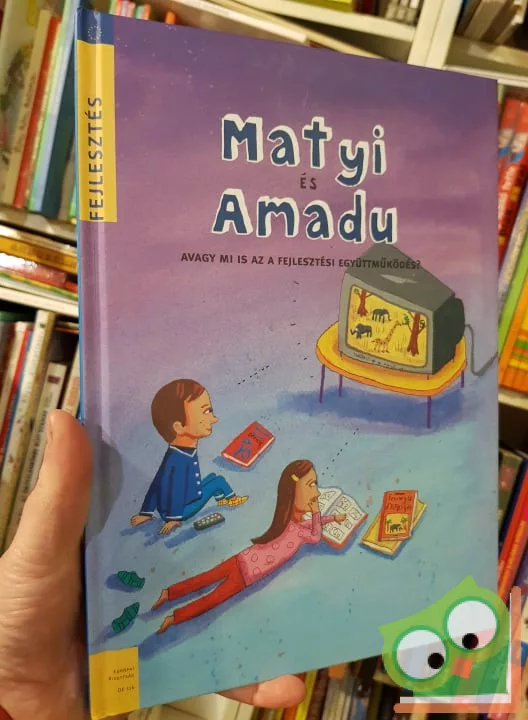 FEJLESZTÉS
Matyi
ÉS
Amadu
AVAGY MI IS AZ A FEJLESZTÉSI EGYÜTTMŰKÖDÉS?